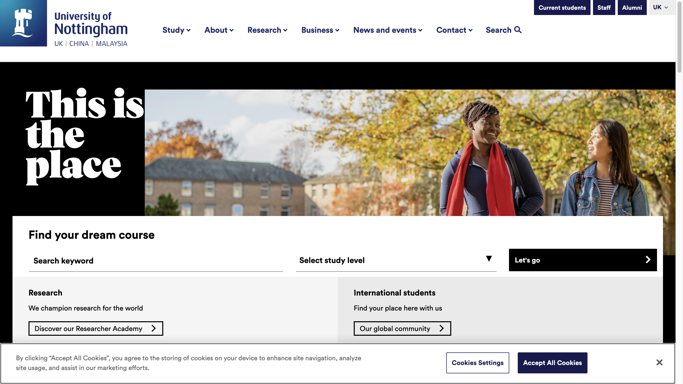 University of
Nottingham
UK | CHINA | MALAYSIA
Current students
Staff
Alumni
UK
Study
About
Research
Business
News and events
Contact
Search
This is
the
place
Find your dream course
Search keyword
Select study level
Let's go
Research
We champion research for the world
Discover our Researcher Academy
International students
Find your place here with us
Our global community
By clicking "Accept All Cookies", you agree to the storing of cookies on your device to enhance site navigation, analyze
site usage, and assist in our marketing efforts.
Cookies Settings
Accept All Cookies